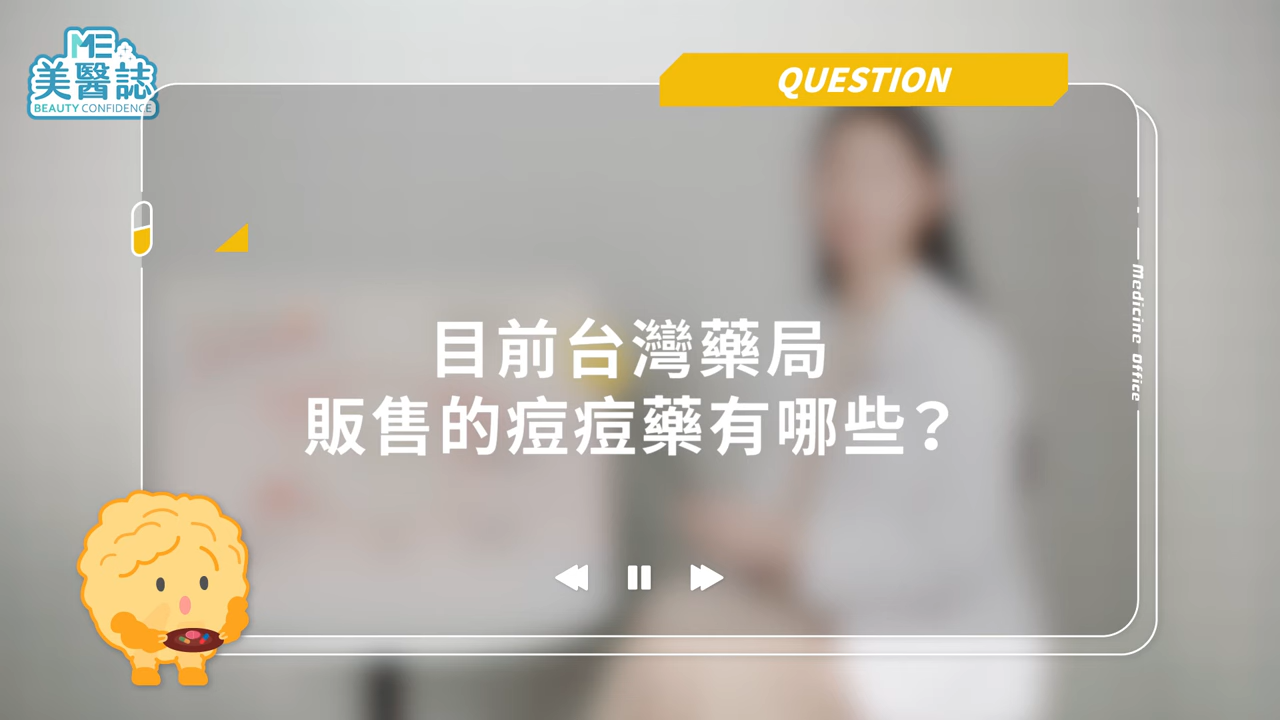 ME
美醫誌
BEAUTY CONFIDENCE
QUESTION
Medicine Office
目前台灣藥局
販售的痘痘藥有哪些？